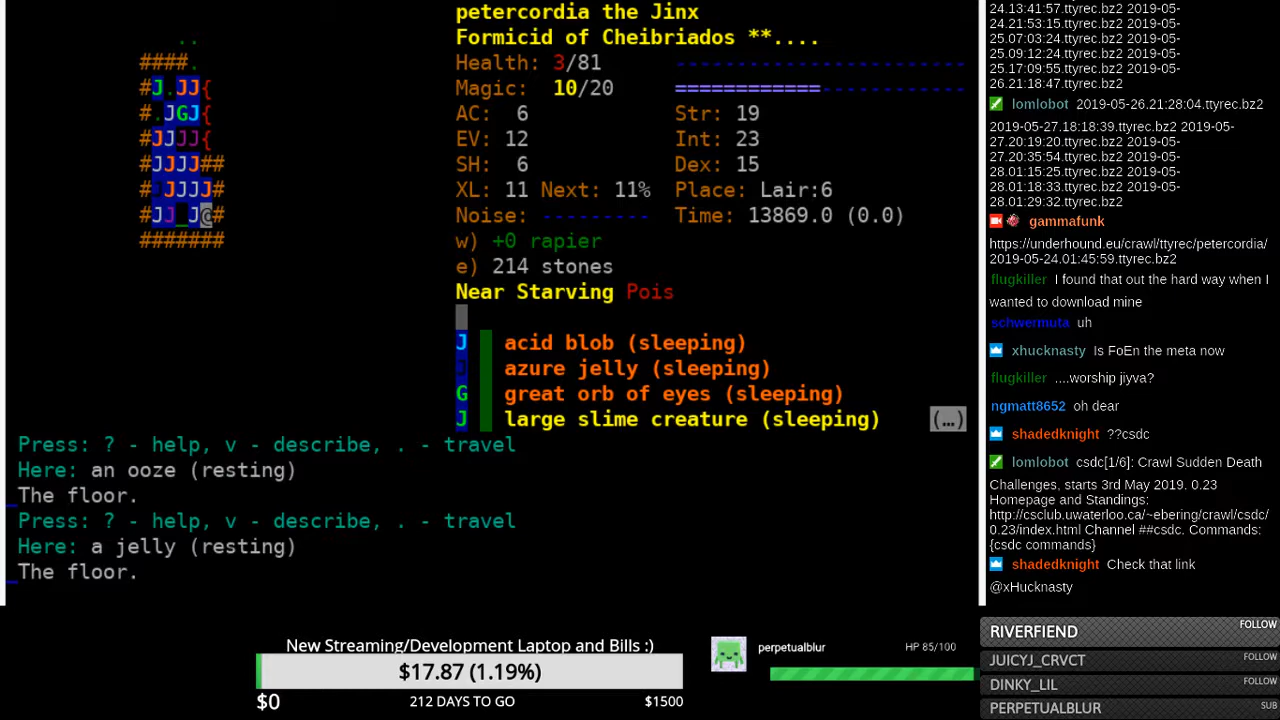 petercordia the Jinx
Formicid of Cheibriados **....
Health: 3/81
Magic: 10/20 ============
AC: 6 Str: 19
EV: 12 Int: 23
SH: 6 Dex: 15
XL: 11 Next: 11% Place: Lair:6
Noise: --------- Time: 13869.0 (0.0)
w) +0 rapier
e) 214 stones
Near Starving Pois
J acid blob (sleeping)
J azure jelly (sleeping)
G great orb of eyes (sleeping)
J large slime creature (sleeping) (…)
..
####.
#J.JJ{
#.JGJ{
#JJJJ{
#JJJJ##
#JJJJJ#
#JJ_J@#
#######
Press: ? - help, v - describe, . - travel
Here: an ooze (resting)
The floor.
Press: ? - help, v - describe, . - travel
Here: a jelly (resting)
_The floor.
24.13:41:57.ttyrec.bz2 2019-05-
24.21:53:15.ttyrec.bz2 2019-05-
25.07:03:24.ttyrec.bz2 2019-05-
25.09:12:24.ttyrec.bz2 2019-05-
25.17:09:55.ttyrec.bz2 2019-05-
26.21:18:47.ttyrec.bz2
lomlobot 2019-05-26.21:28:04.ttyrec.bz2
2019-05-27.18:18:39.ttyrec.bz2 2019-05-
27.20:19:20.ttyrec.bz2 2019-05-
27.20:35:54.ttyrec.bz2 2019-05-
28.01:15:25.ttyrec.bz2 2019-05-
28.01:18:33.ttyrec.bz2 2019-05-
28.01:29:32.ttyrec.bz2
gammafunk
https://underhound.eu/crawl/ttyrec/petercordia/
2019-05-24.01:45:59.ttyrec.bz2
flugkiller I found that out the hard way when I
wanted to download mine
schwermuta uh
xhucknasty Is FoEn the meta now
flugkiller ....worship jiyva?
ngmatt8652 oh dear
shadedknight ??csdc
lomlobot csdc[1/6]: Crawl Sudden Death
Challenges, starts 3rd May 2019. 0.23
Homepage and Standings:
http://csclub.uwaterloo.ca/~ebering/crawl/csdc/
0.23/index.html Channel ##csdc. Commands:
{csdc commands}
shadedknight Check that link
@xHucknasty
New Streaming/Development Laptop and Bills :)
$17.87 (1.19%)
$0 212 DAYS TO GO $1500
perpetualblur HP 85/100
RIVERFIEND FOLLOW
JUICYJ_CRVCT FOLLOW
DINKY_LIL FOLLOW
PERPETUALBLUR SUB